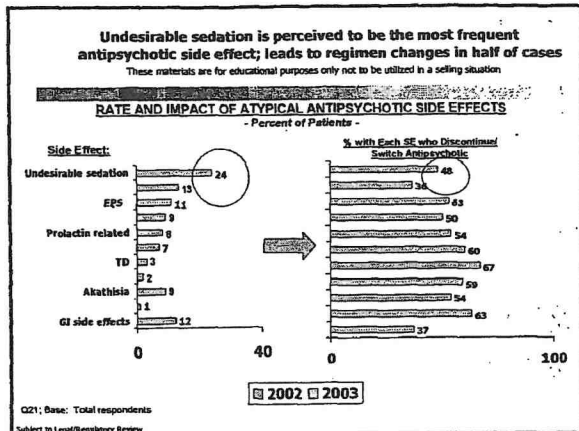 Undesirable sedation is perceived to be the most frequent
antipsychotic side effect; leads to regimen changes in half of cases
These materials are for educational purposes only not to be utilized in a selling situation
RATE AND IMPACT OF ATYPICAL ANTIPSYCHOTIC SIDE EFFECTS
- Percent of Patients -
Side Effect:
% with Each SE who Discontinue/
Switch Antipsychotic
Undesirable sedation 24 48
13 36
EPS 11 53
9 50
Prolactin related 8 54
7 60
TD 3 67
2 59
Akathisia 9 54
1 63
GI side effects 12 37
0 40 0 100
2002 2003
Q21; Base: Total respondents
Subject to Legal/Regulatory Review